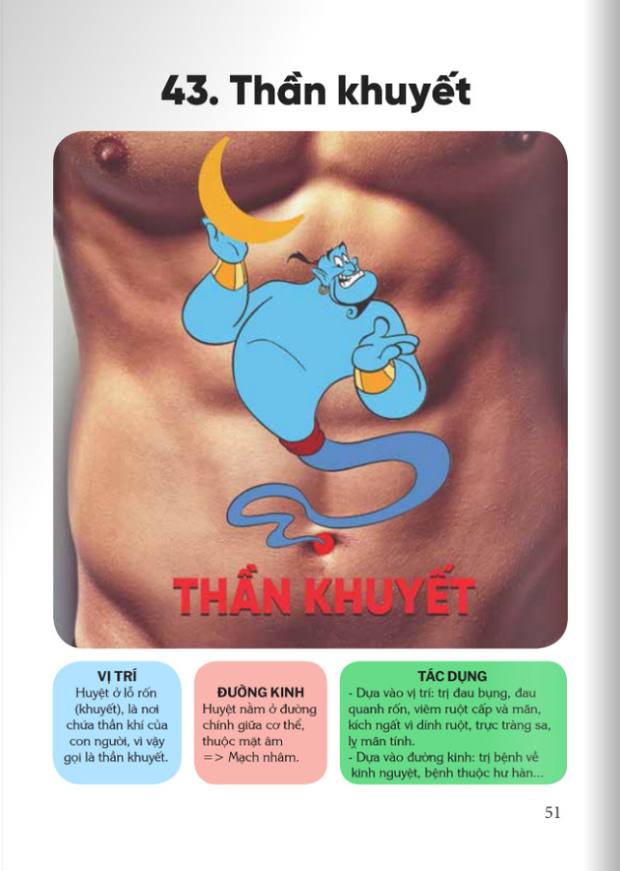 43. Thần khuyết
THẦN KHUYẾT
VỊ TRÍ
Huyệt ở lỗ rốn
(khuyết), là nơi
chứa thần khí của
con người, vì vậy
gọi là thần khuyết.
ĐƯỜNG KINH
Huyệt nằm ở đường
chính giữa cơ thể,
thuộc mặt âm
=> Mạch nhâm.
TÁC DỤNG
- Dựa vào vị trí: trị đau bụng, đau
quanh rốn, viêm ruột cấp và mãn,
kích ngất vì dính ruột, trực tràng sa,
lỵ mãn tính.
- Dựa vào đường kinh: trị bệnh về
kinh nguyệt, bệnh thuộc hư hàn...
51